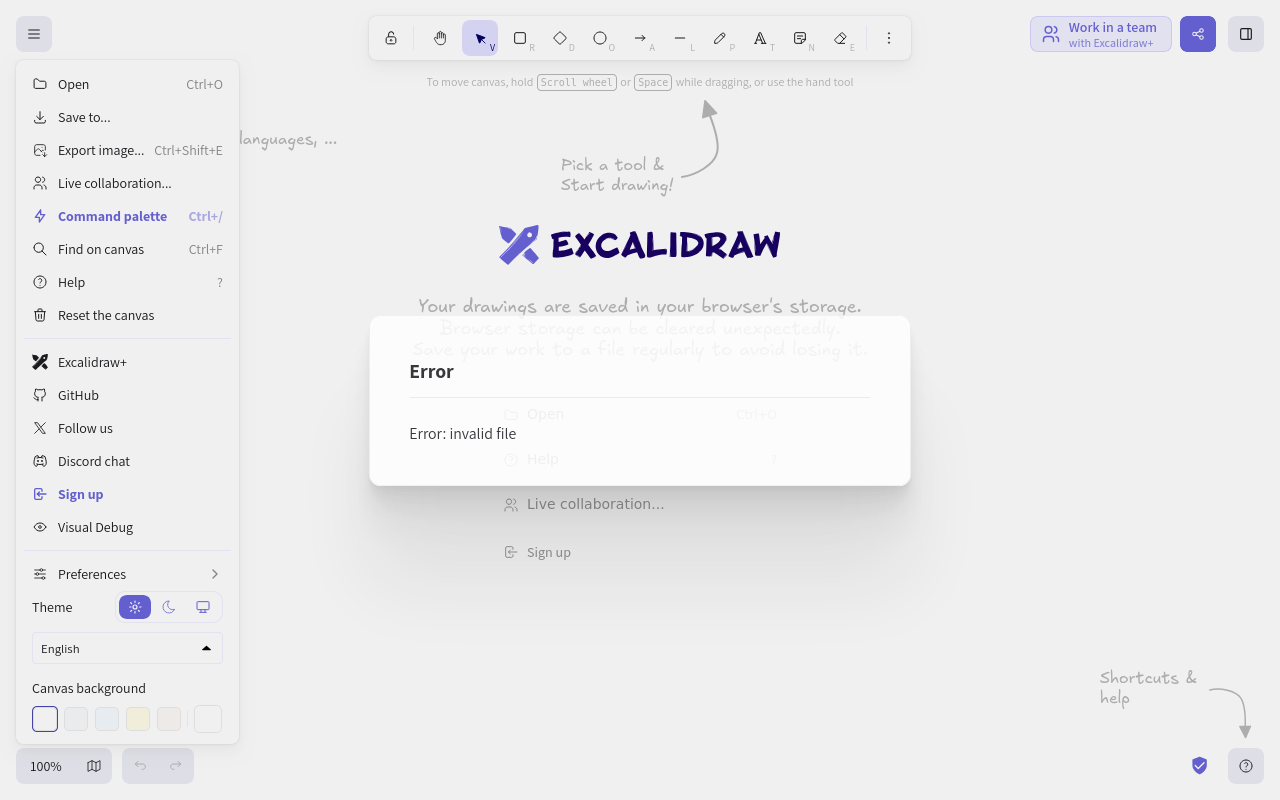 V
R
D
O
A
L
P
T
N
E
Work in a team
with Excalidraw+
To move canvas, hold Scroll wheel or Space while dragging, or use the hand tool
Open Ctrl+O
Save to...
Export image... Ctrl+Shift+E
Live collaboration...
Command palette Ctrl+/
Find on canvas Ctrl+F
Help ?
Reset the canvas
Excalidraw+
GitHub
Follow us
Discord chat
Sign up
Visual Debug
Preferences
Theme
English
Canvas background
100%
languages, ...
Pick a tool &
Start drawing!
EXCALIDRAW
Your drawings are saved in your browser's storage.
Browser storage can be cleared unexpectedly.
Save your work to a file regularly to avoid losing it.
Error
Open Ctrl+O
Error: invalid file
Help ?
Live collaboration...
Sign up
Shortcuts &
help